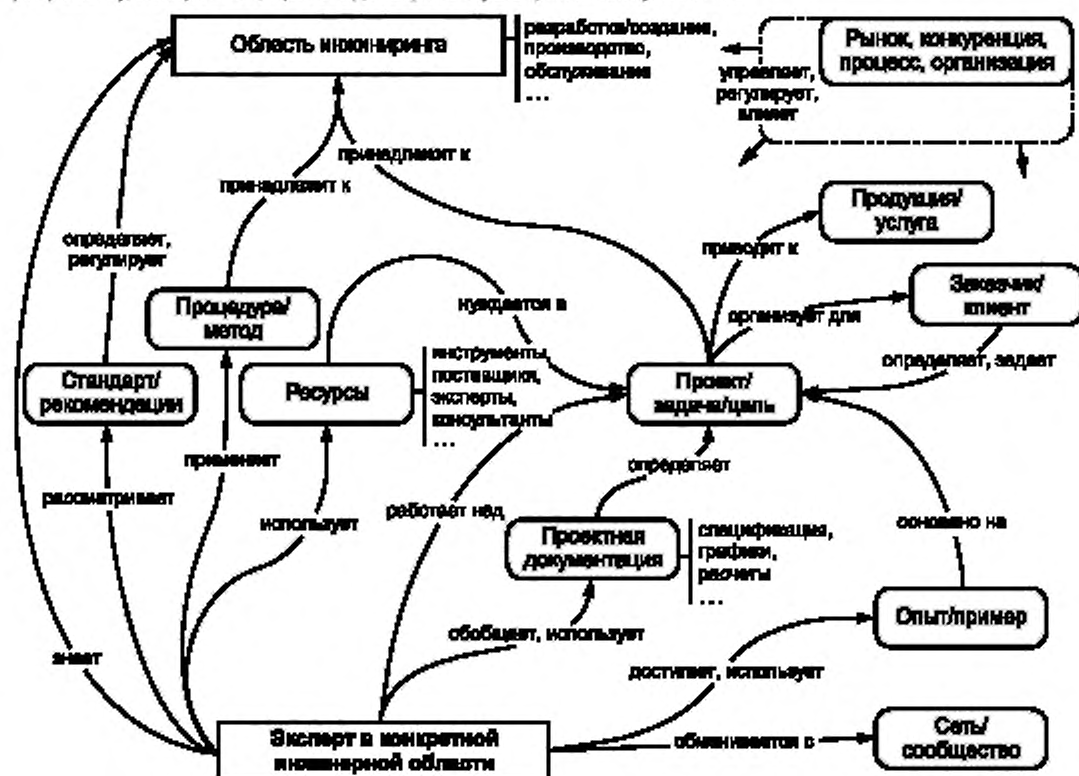 Область инжиниринга
разработка/создание,
производство,
обслуживание
...
Рынок, конкуренция,
процесс, организация
управляет,
регулирует,
влияет
принадлежит к
принадлежит к
Продукция/
услуга
определяет,
регулирует
приводит к
Процедура/
метод
нуждается в
Заказчик/
клиент
организует для
определяет, задает
Стандарт/
рекомендации
Ресурсы
инструменты,
поставщики,
эксперты,
консультанты
...
Проект/
задача/цель
применяет
определяет
рассматривает
использует
работает над
основано на
Проектная
документация
спецификация,
графики,
расчеты
...
Опыт/пример
обобщает, использует
знает
достигает, использует
Эксперт в конкретной
инженерной области
обменивается с
Сеть/
сообщество